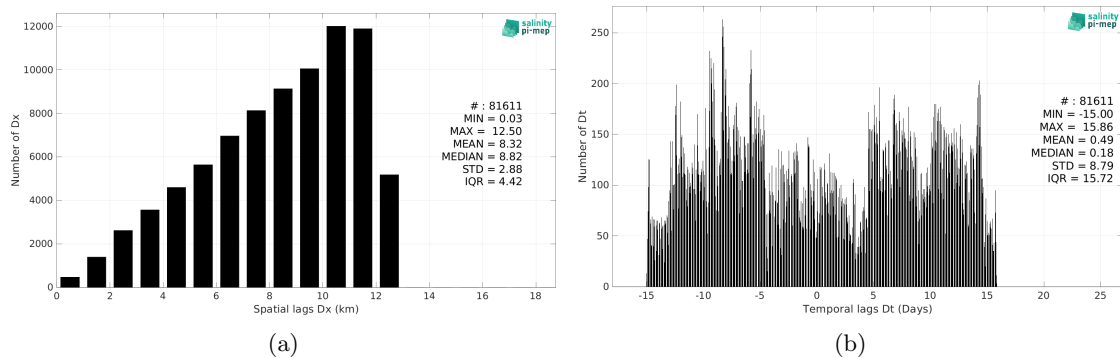 salinity
pi-mep
12000
10000
8000
6000
4000
2000
0
Number of Dx
# : 81611
MIN = 0.03
MAX = 12.50
MEAN = 8.32
MEDIAN = 8.82
STD = 2.88
IQR = 4.42
0 2 4 6 8 10 12 14 16 18
Spatial lags Dx (km)
(a)
salinity
pi-mep
250
200
150
100
50
0
Number of Dt
# : 81611
MIN = -15.00
MAX = 15.86
MEAN = 0.49
MEDIAN = 0.18
STD = 8.79
IQR = 15.72
-15 -10 -5 0 5 10 15 20 25
Temporal lags Dt (Days)
(b)